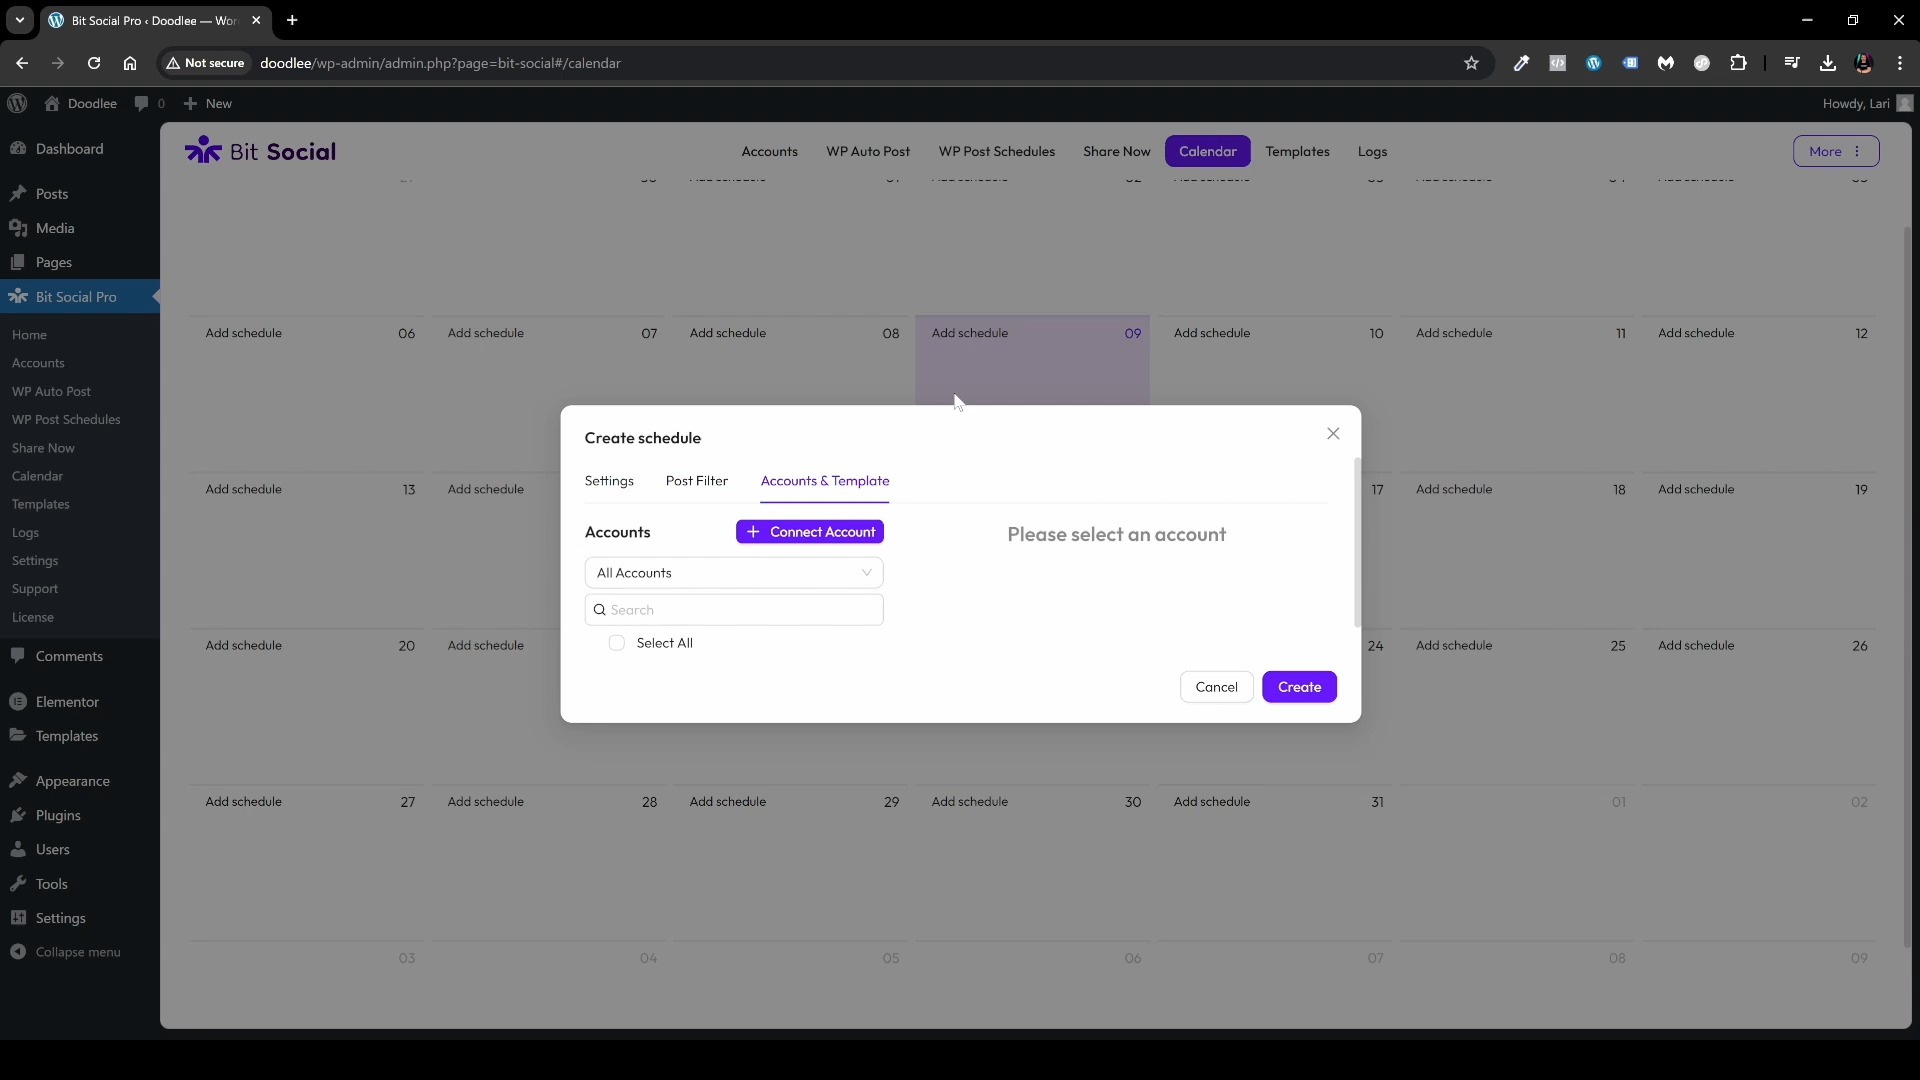 Bit Social Pro ‹ Doodlee — Wor
Not secure
doodlee/wp-admin/admin.php?page=bit-social#/calendar
Doodlee
0
New
Howdy, Lari
Dashboard
Posts
Media
Pages
Bit Social Pro
Home
Accounts
WP Auto Post
WP Post Schedules
Share Now
Calendar
Templates
Logs
Settings
Support
License
Comments
Elementor
Templates
Appearance
Plugins
Users
Tools
Settings
Collapse menu
Bit Social
Accounts WP Auto Post WP Post Schedules Share Now Calendar Templates Logs
More
Add schedule 06 Add schedule 07 Add schedule 08 Add schedule 09 Add schedule 10 Add schedule 11 Add schedule 12
Add schedule 13 Add schedule 17 Add schedule 18 Add schedule 19
Add schedule 20 Add schedule 24 Add schedule 25 Add schedule 26
Add schedule 27 Add schedule 28 Add schedule 29 Add schedule 30 Add schedule 31 01 02
03 04 05 06 07 08 09
Create schedule
Settings Post Filter Accounts & Template
Accounts
Connect Account
Please select an account
All Accounts
Search
Select All
Cancel
Create